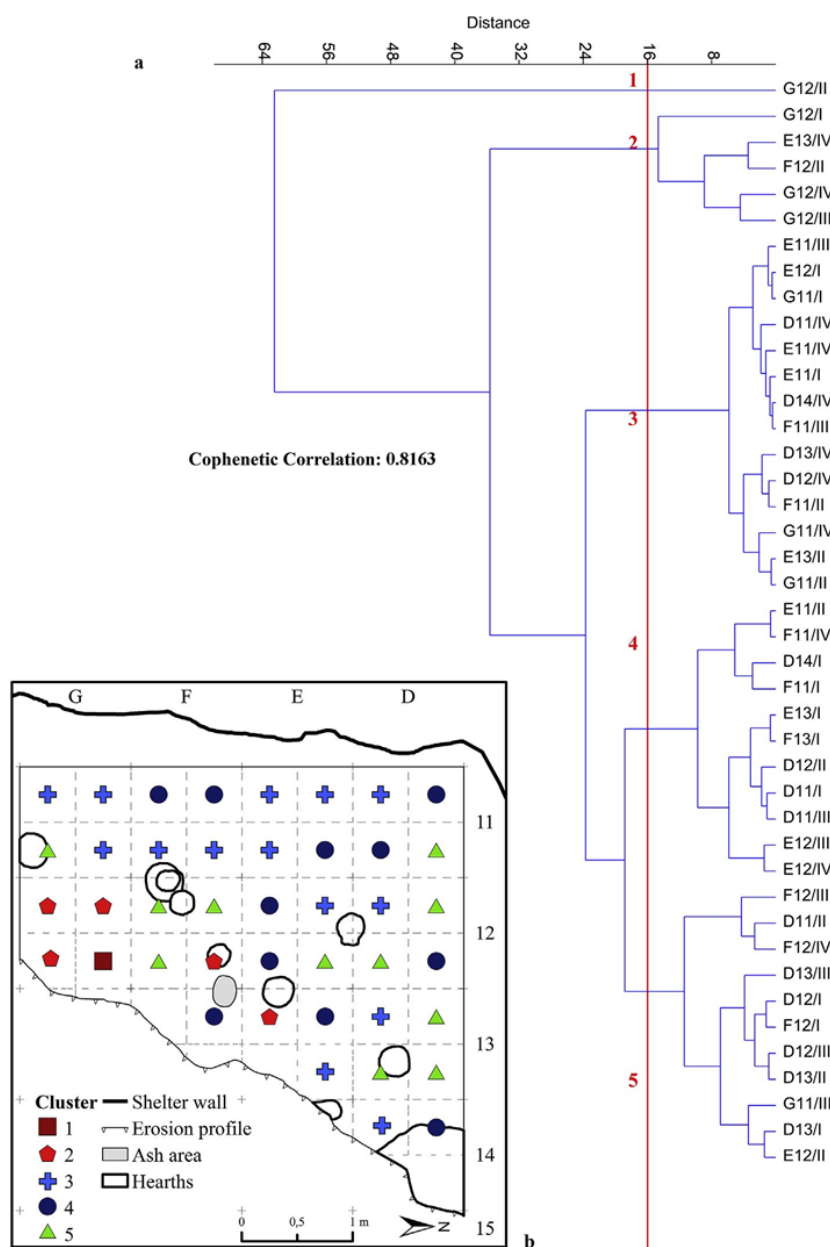 Distance
a
64 56 48 40 32 24 16 8
1
G12/II
G12/I
2
E13/IV
F12/II
G12/IV
G12/III
E11/III
E12/I
G11/I
D11/IV
E11/IV
E11/I
D14/IV
3
F11/III
Cophenetic Correlation: 0.8163
D13/IV
D12/IV
F11/II
G11/IV
E13/II
G11/II
E11/II
4
F11/IV
D14/I
F11/I
E13/I
F13/I
D12/II
D11/I
D11/III
E12/III
E12/IV
F12/III
D11/II
F12/IV
D13/III
D12/I
F12/I
D12/III
5
D13/II
G11/III
D13/I
E12/II
G F E D
11
12
13
14
15
Cluster
1
2
3
4
5
Shelter wall
Erosion profile
Ash area
Hearths
0 0,5 1 m
N
b